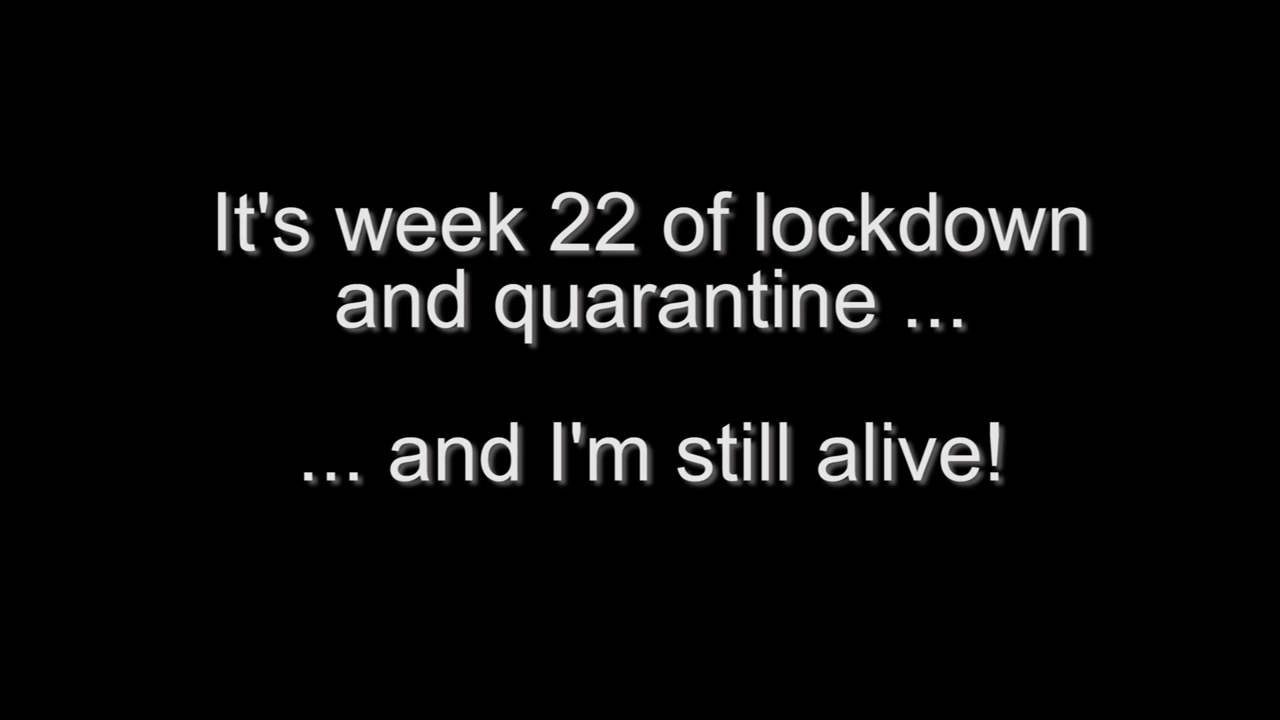 It's week 22 of lockdown
and quarantine ...
... and I'm still alive!